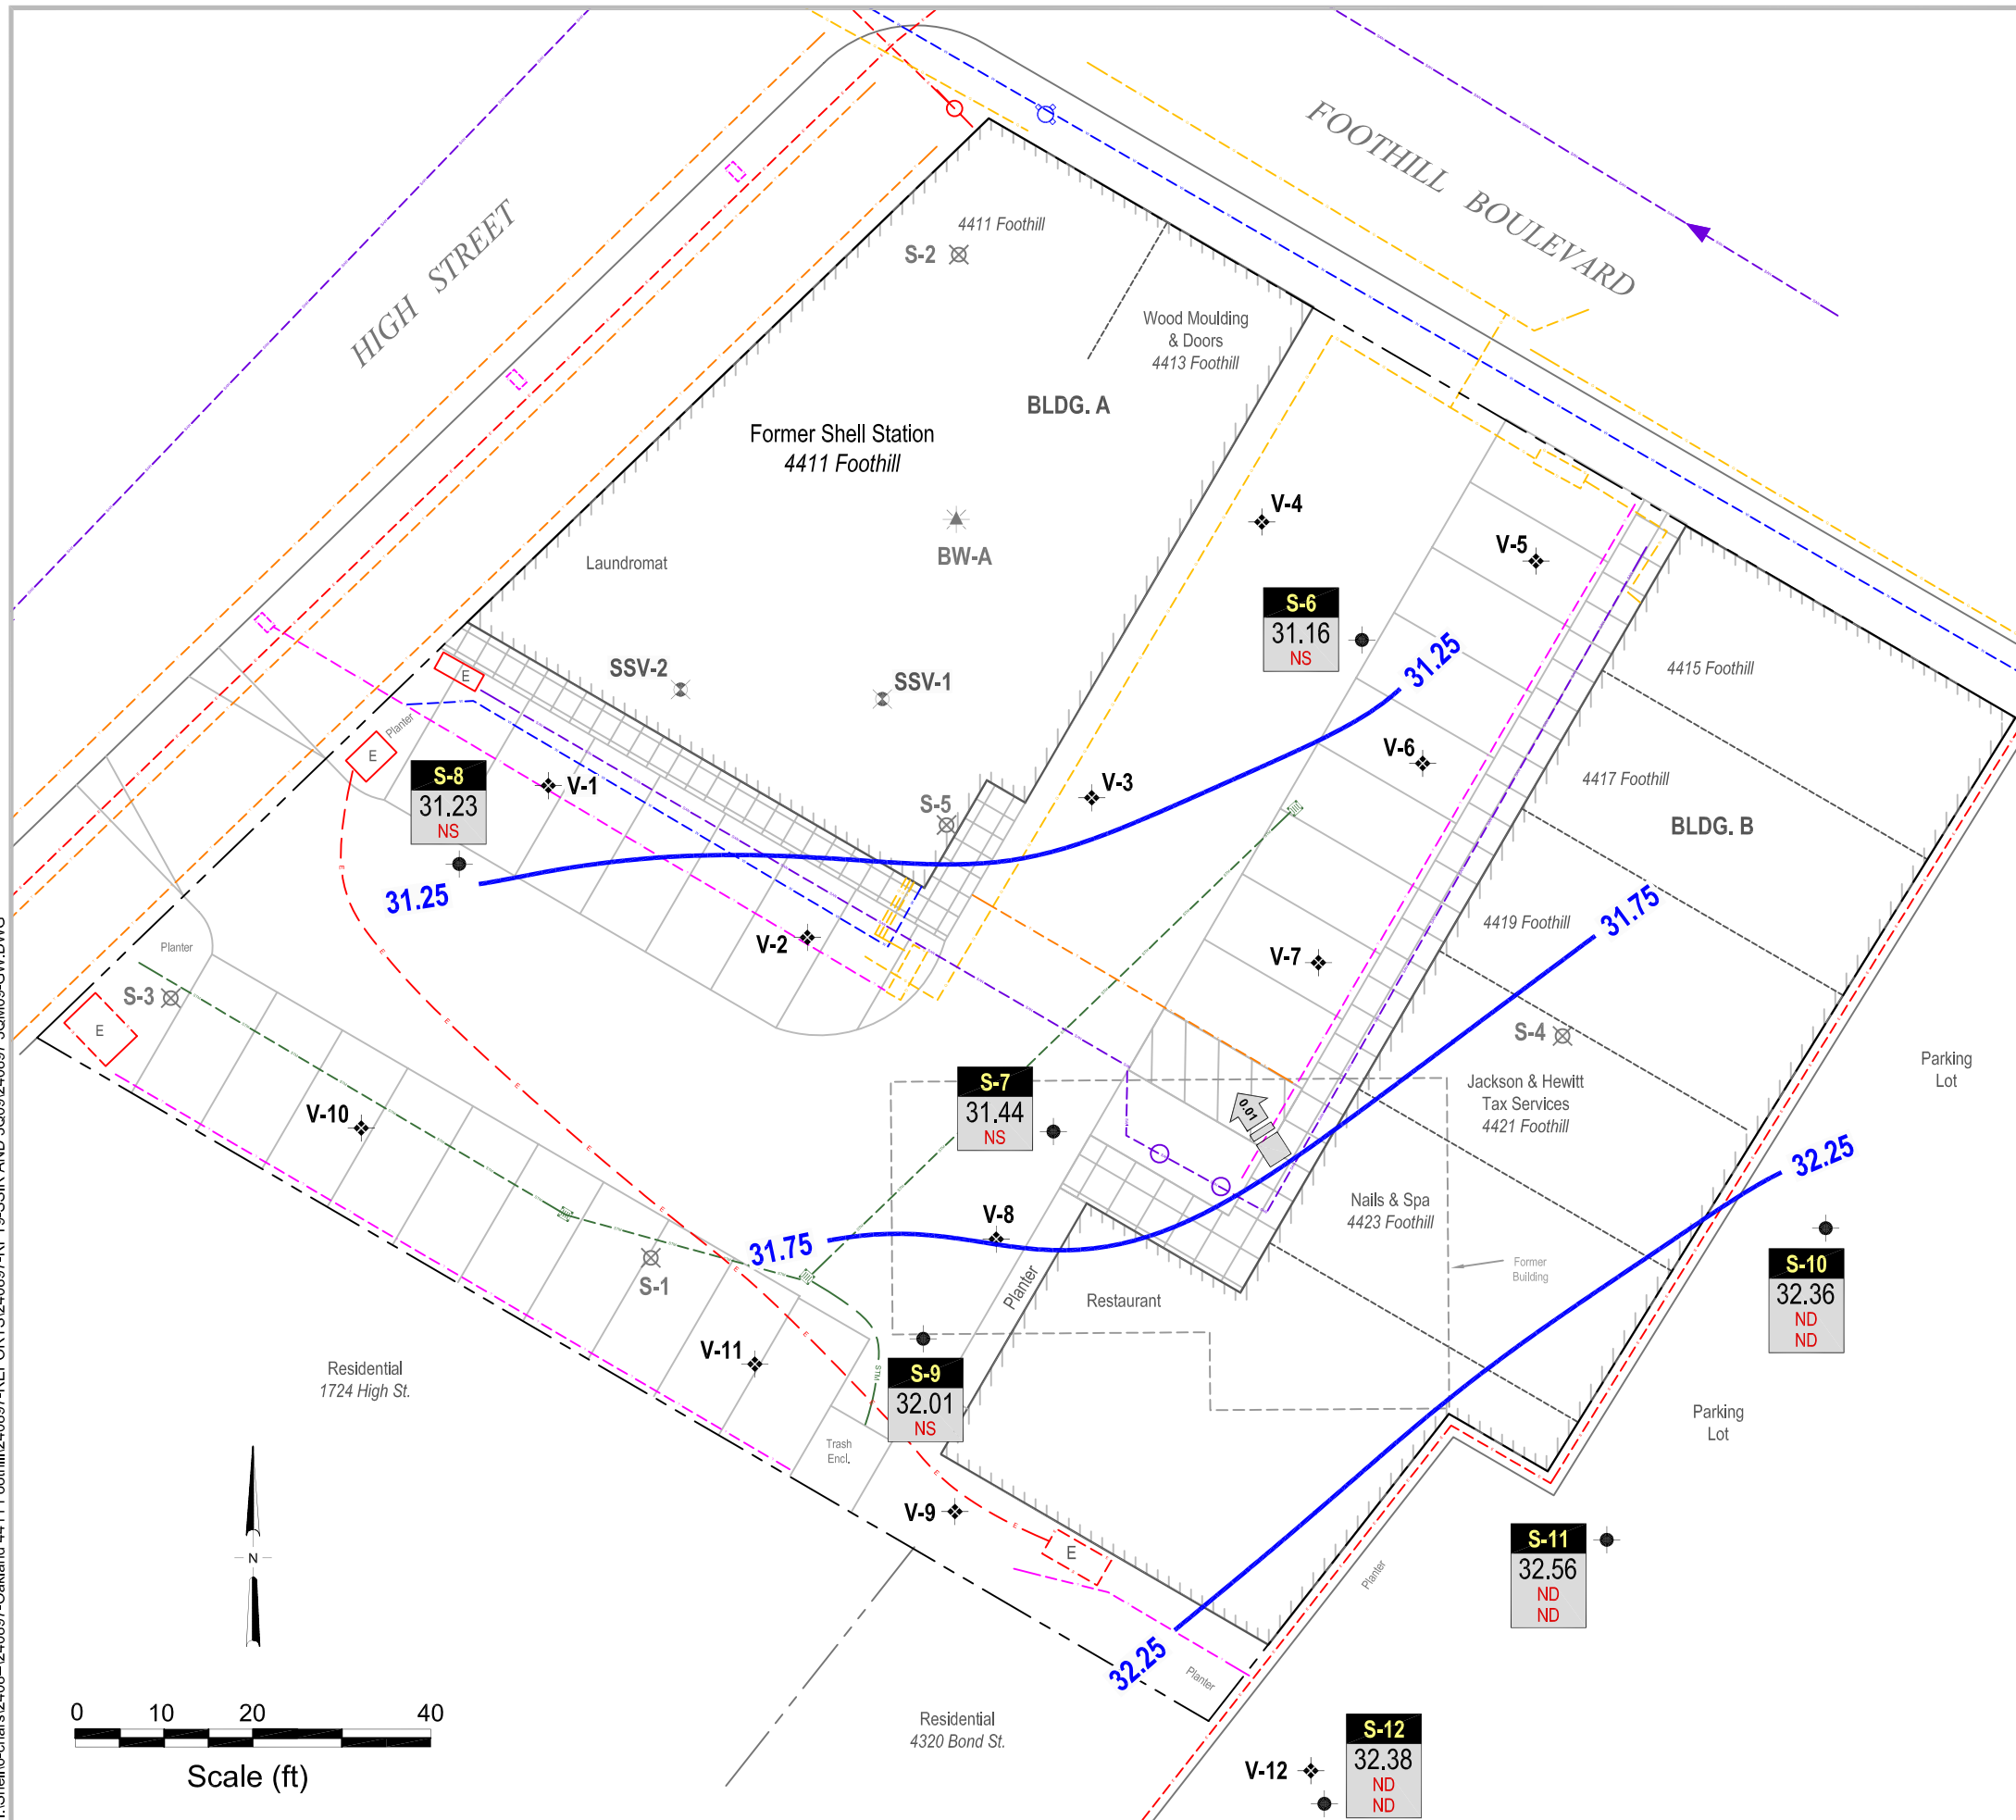 HIGH STREET
FOOTHILL BOULEVARD
4411 Foothill
S-2
Wood Moulding
& Doors
4413 Foothill
BLDG. A
Former Shell Station
4411 Foothill
BW-A
Laundromat
V-4
V-5
S-6
31.16
NS
31.25
4415 Foothill
SSV-2
SSV-1
E
Planter
E
S-8
31.23
NS
V-1
S-5
V-3
V-6
4417 Foothill
BLDG. B
31.25
V-2
V-7
4419 Foothill
31.75
Planter
S-3
E
S-4
Parking
Lot
Jackson & Hewitt
Tax Services
4421 Foothill
V-10
S-7
31.44
NS
0.01
32.25
Nails & Spa
4423 Foothill
V-8
31.75
S-1
Planter
Restaurant
Former
Building
S-10
32.36
ND
ND
V-11
S-9
32.01
NS
Residential
1724 High St.
STM
Trash
Encl.
Parking
Lot
V-9
E
S-11
32.56
ND
ND
Planter
N
32.25
Planter
0 10 20 40
Scale (ft)
Residential
4320 Bond St.
V-12
S-12
32.38
ND
ND